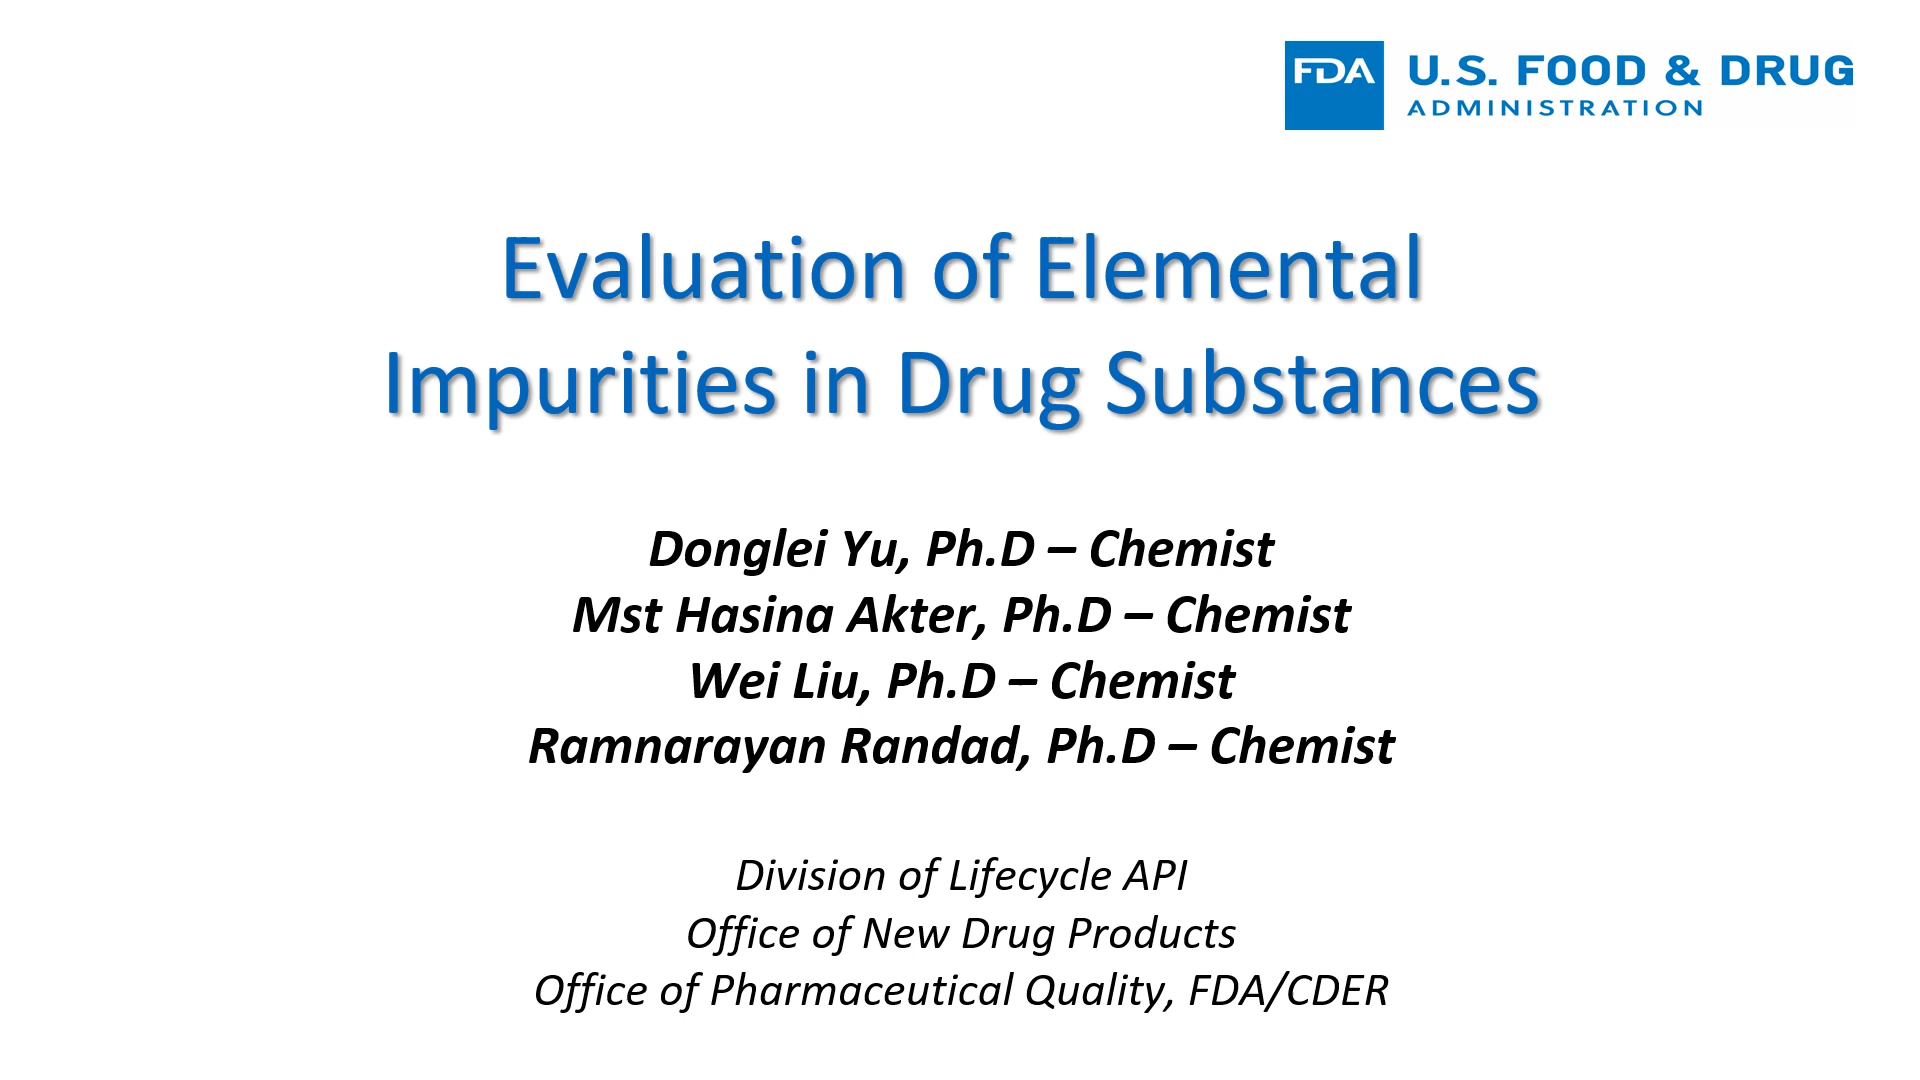 FDA U.S. FOOD & DRUG
ADMINISTRATION
Evaluation of Elemental
Impurities in Drug Substances
Donglei Yu, Ph.D – Chemist
Mst Hasina Akter, Ph.D – Chemist
Wei Liu, Ph.D – Chemist
Ramnarayan Randad, Ph.D – Chemist
Division of Lifecycle API
Office of New Drug Products
Office of Pharmaceutical Quality, FDA/CDER